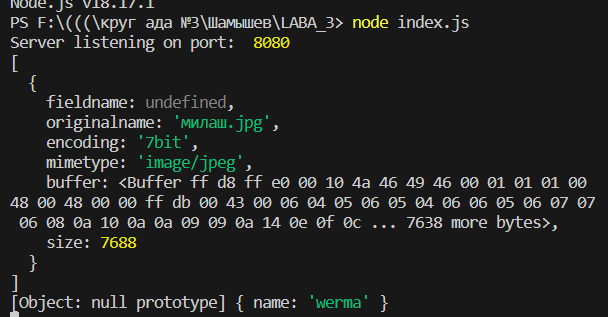 Node.js v18.17.1
PS F:\(((\круг ада №3\Шамышев\LABA_3> node index.js
Server listening on port:  8080
[
  {
    fieldname: undefined,
    originalname: 'милаш.jpg',
    encoding: '7bit',
    mimetype: 'image/jpeg',
    buffer: <Buffer ff d8 ff e0 00 10 4a 46 49 46 00 01 01 01 00
48 00 48 00 00 ff db 00 43 00 06 04 05 06 05 04 06 06 05 06 07 07
 06 08 0a 10 0a 0a 09 09 0a 14 0e 0f 0c ... 7638 more bytes>,
    size: 7688
  }
]
[Object: null prototype] { name: 'werma' }